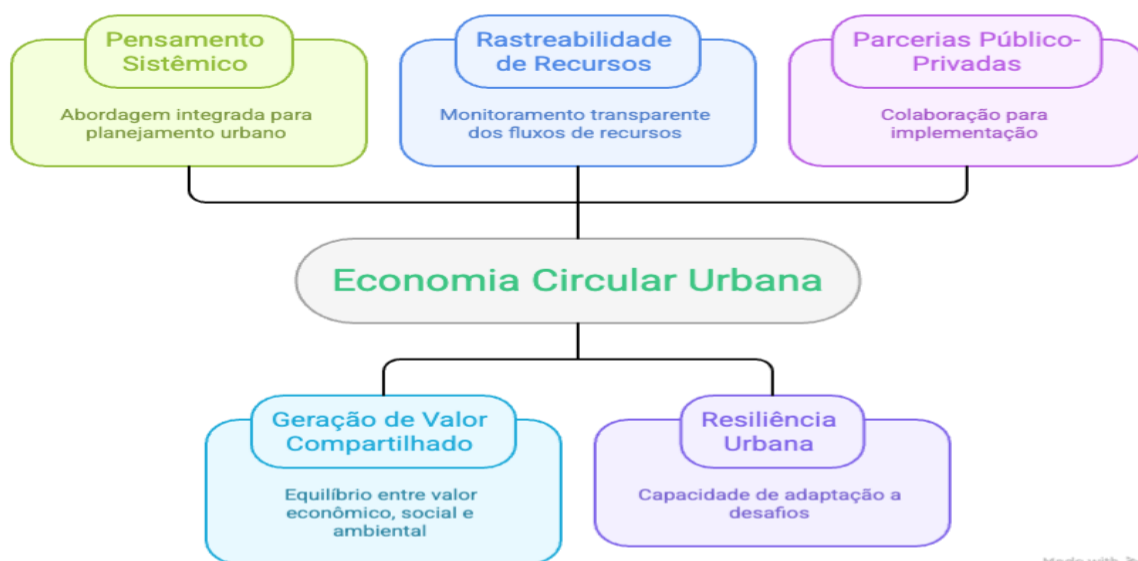 Pensamento
Sistêmico
Abordagem integrada para
planejamento urbano
Rastreabilidade
de Recursos
Monitoramento transparente
dos fluxos de recursos
Parcerias Público-
Privadas
Colaboração para
implementação
Economia Circular Urbana
Geração de Valor
Compartilhado
Equilíbrio entre valor
econômico, social e
ambiental
Resiliência
Urbana
Capacidade de adaptação a
desafios
Made with